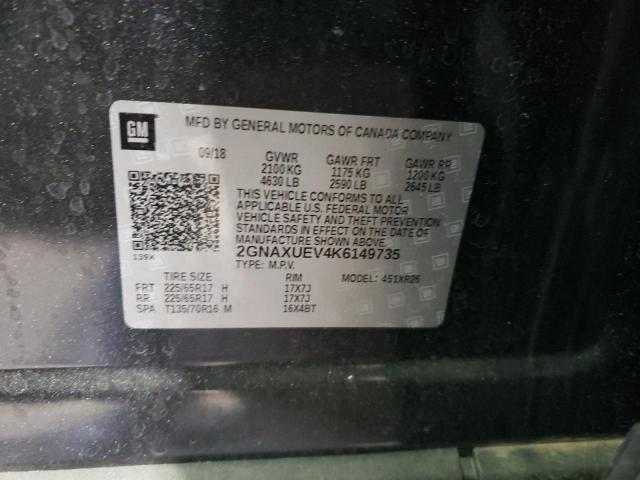 GM
MFD BY GENERAL MOTORS OF CANADA COMPANY
09/18 GVWR GAWR FRT GAWR RR
2100 KG 1175 KG 1200 KG
4630 LB 2590 LB 2645 LB
THIS VEHICLE CONFORMS TO ALL
APPLICABLE U.S. FEDERAL MOTOR
VEHICLE SAFETY AND THEFT PREVENTION
STANDARDS IN EFFECT ON THE DATE OF
MANUFACTURE SHOWN ABOVE.
139X 2GNAXUEV4K6149735
TYPE: M.P.V. 4S1XR26
TIRE SIZE RIM
FRT 225/65R17 H 17X7J
RR 225/65R17 H 17X7J
SPA T135/70R16 M 16X4BT